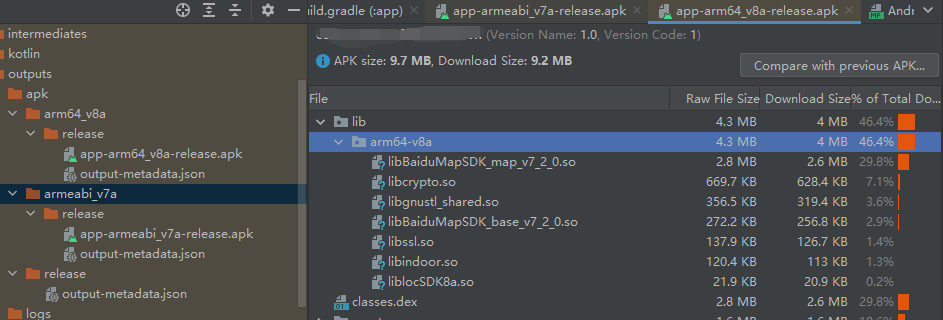 intermediates
kotlin
outputs
apk
arm64_v8a
release
app-arm64_v8a-release.apk
output-metadata.json
armeabi_v7a
release
app-armeabi_v7a-release.apk
output-metadata.json
release
output-metadata.json
logs
ild.gradle (:app) app-armeabi_v7a-release.apk app-arm64_v8a-release.apk Andr
(Version Name: 1.0, Version Code: 1)
APK size: 9.7 MB, Download Size: 9.2 MB
Compare with previous APK...
File Raw File Size Download Size % of Total Do...
lib 4.3 MB 4 MB 46.4%
arm64-v8a 4.3 MB 4 MB 46.4%
libBaiduMapSDK_map_v7_2_0.so 2.8 MB 2.6 MB 29.8%
libcrypto.so 669.7 KB 628.4 KB 7.1%
libgnustl_shared.so 356.5 KB 319.4 KB 3.6%
libBaiduMapSDK_base_v7_2_0.so 272.2 KB 256.8 KB 2.9%
libssl.so 137.9 KB 126.7 KB 1.4%
libindoor.so 120.4 KB 113 KB 1.3%
liblocSDK8a.so 21.9 KB 20.9 KB 0.2%
classes.dex 2.8 MB 2.6 MB 29.8%